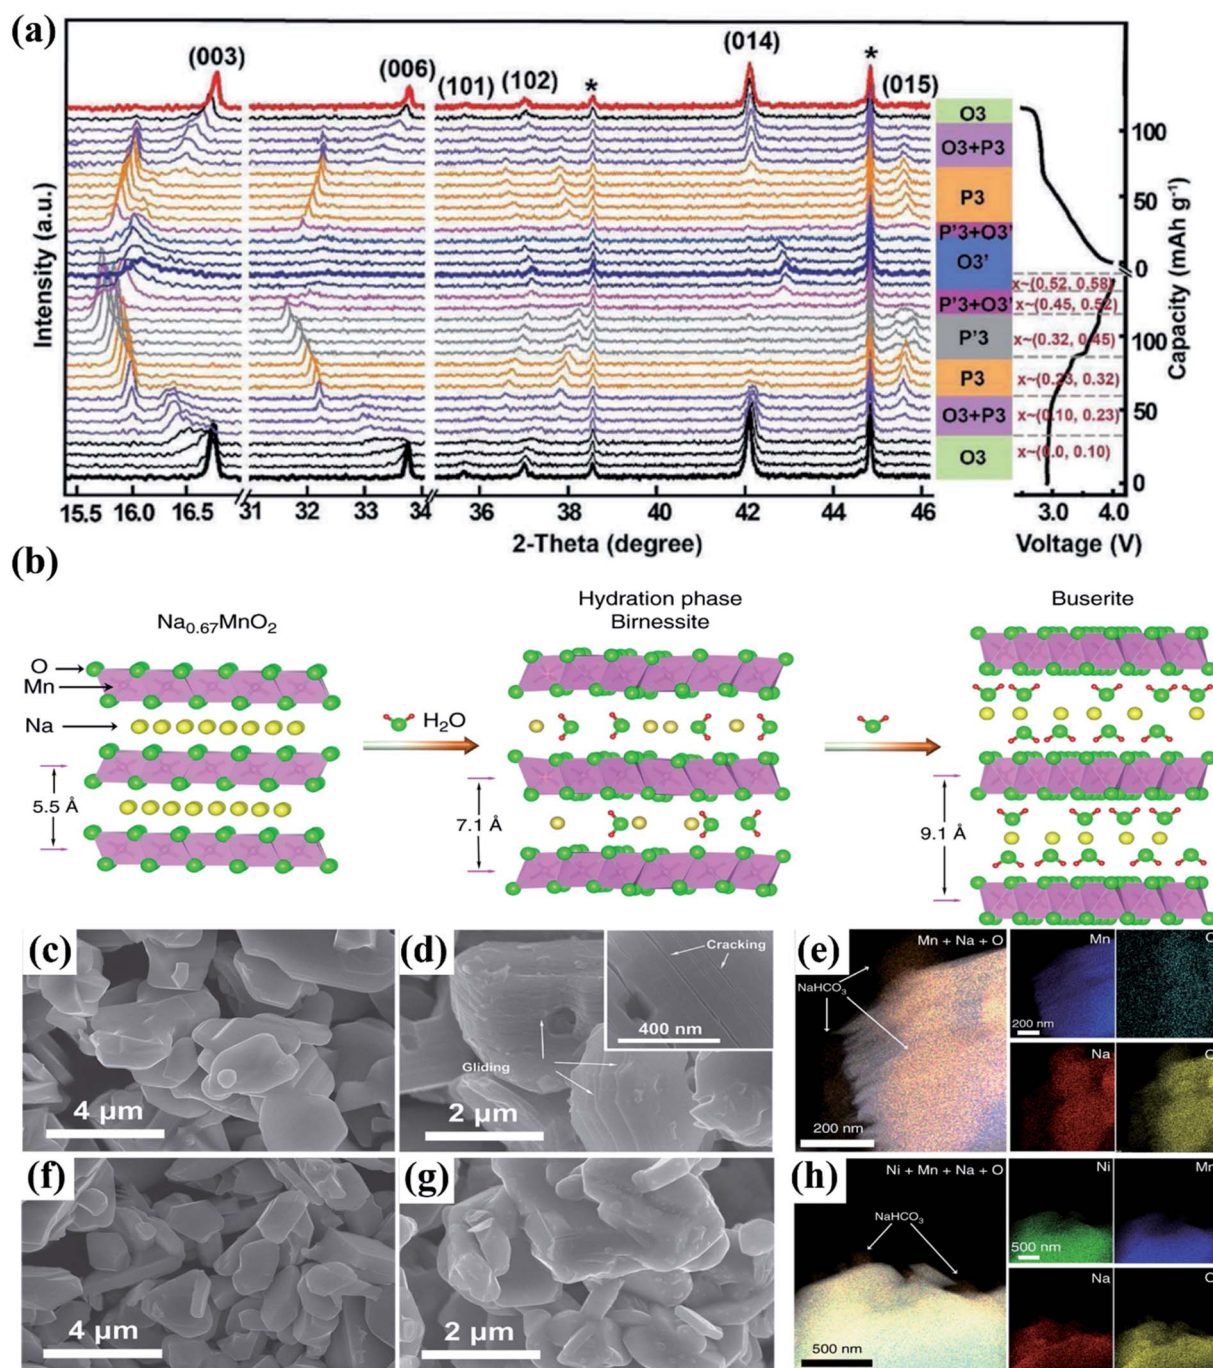 (a)
(003)
(006)
(101)
(102)
*
(014)
*
(015)
Intensity (a.u.)
O3
O3+P3
P3
P'3+O3'
O3'
P'3+O3'
P'3
P3
O3+P3
O3
x~(0.52, 0.58)
x~(0.45, 0.52)
x~(0.32, 0.45)
x~(0.23, 0.32)
x~(0.10, 0.23)
x~(0.0, 0.10)
100
50
0
100
50
0
Capacity (mAh g⁻¹)
15.5 16.0 16.5 31 32 33 34 36 38 40 42 44 46
3.0 4.0
2-Theta (degree)
Voltage (V)
(b)
Na₀.₆₇MnO₂
Hydration phase
Birnessite
Buserite
O
Mn
Na
H₂O
5.5 Å
7.1 Å
9.1 Å
(c)
4 μm
(d)
Cracking
400 nm
Gliding
2 μm
(e)
Mn + Na + O
NaHCO₃
200 nm
Mn
200 nm
Na
(f)
4 μm
(g)
2 μm
(h)
Ni + Mn + Na + O
NaHCO₃
500 nm
Ni
500 nm
Na